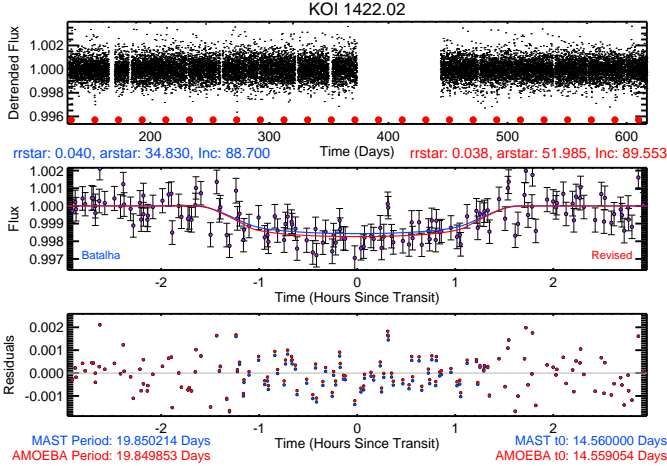 KOI 1422.02
Detrended Flux
1.002
1.000
0.998
0.996
200 300 400 500 600
Time (Days)
rrstar: 0.040, arstar: 34.830, Inc: 88.700
rrstar: 0.038, arstar: 51.985, Inc: 89.553
Flux
1.002
1.001
1.000
0.999
0.998
0.997
Batalha
Revised
-2 -1 0 1 2
Time (Hours Since Transit)
Residuals
0.002
0.001
0.000
-0.001
-2 -1 0 1 2
Time (Hours Since Transit)
MAST Period: 19.850214 Days
AMOEBA Period: 19.849853 Days
MAST t0: 14.560000 Days
AMOEBA t0: 14.559054 Days